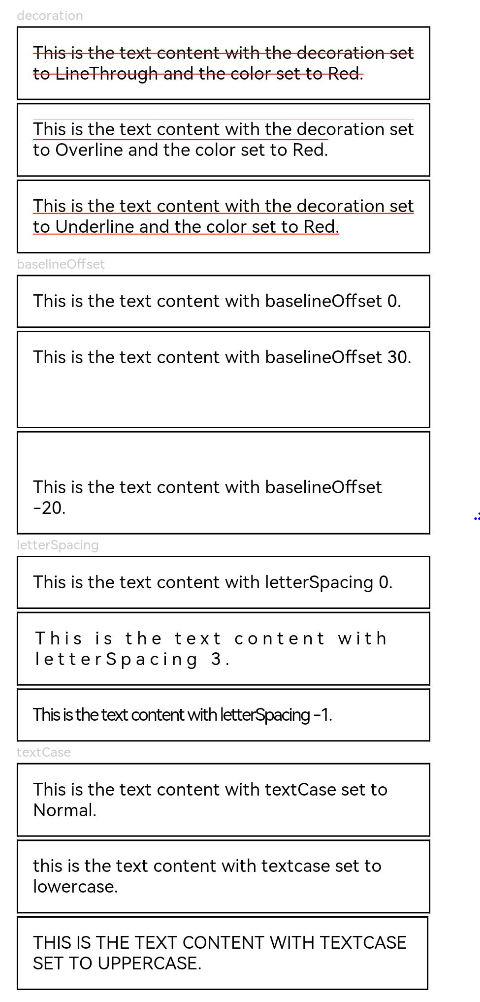 decoration
This is the text content with the decoration set
to LineThrough and the color set to Red.
This is the text content with the decoration set
to Overline and the color set to Red.
This is the text content with the decoration set
to Underline and the color set to Red.
baselineOffset
This is the text content with baselineOffset 0.
This is the text content with baselineOffset 30.
This is the text content with baselineOffset
-20.
letterSpacing
This is the text content with letterSpacing 0.
This is the text content with
letterSpacing 3.
This is the text content with letterSpacing -1.
textCase
This is the text content with textCase set to
Normal.
this is the text content with textcase set to
lowercase.
THIS IS THE TEXT CONTENT WITH TEXTCASE
SET TO UPPERCASE.